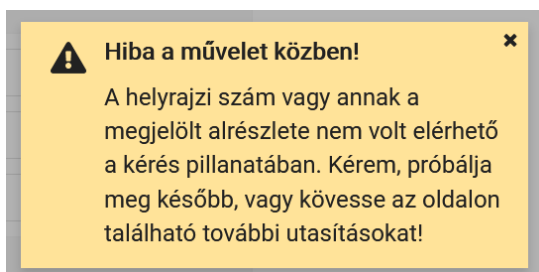 Hiba a művelet közben!
A helyrajzi szám vagy annak a
megjelölt alrészlete nem volt elérhető
a kérés pillanatában. Kérem, próbálja
meg később, vagy kövesse az oldalon
található további utasításokat!